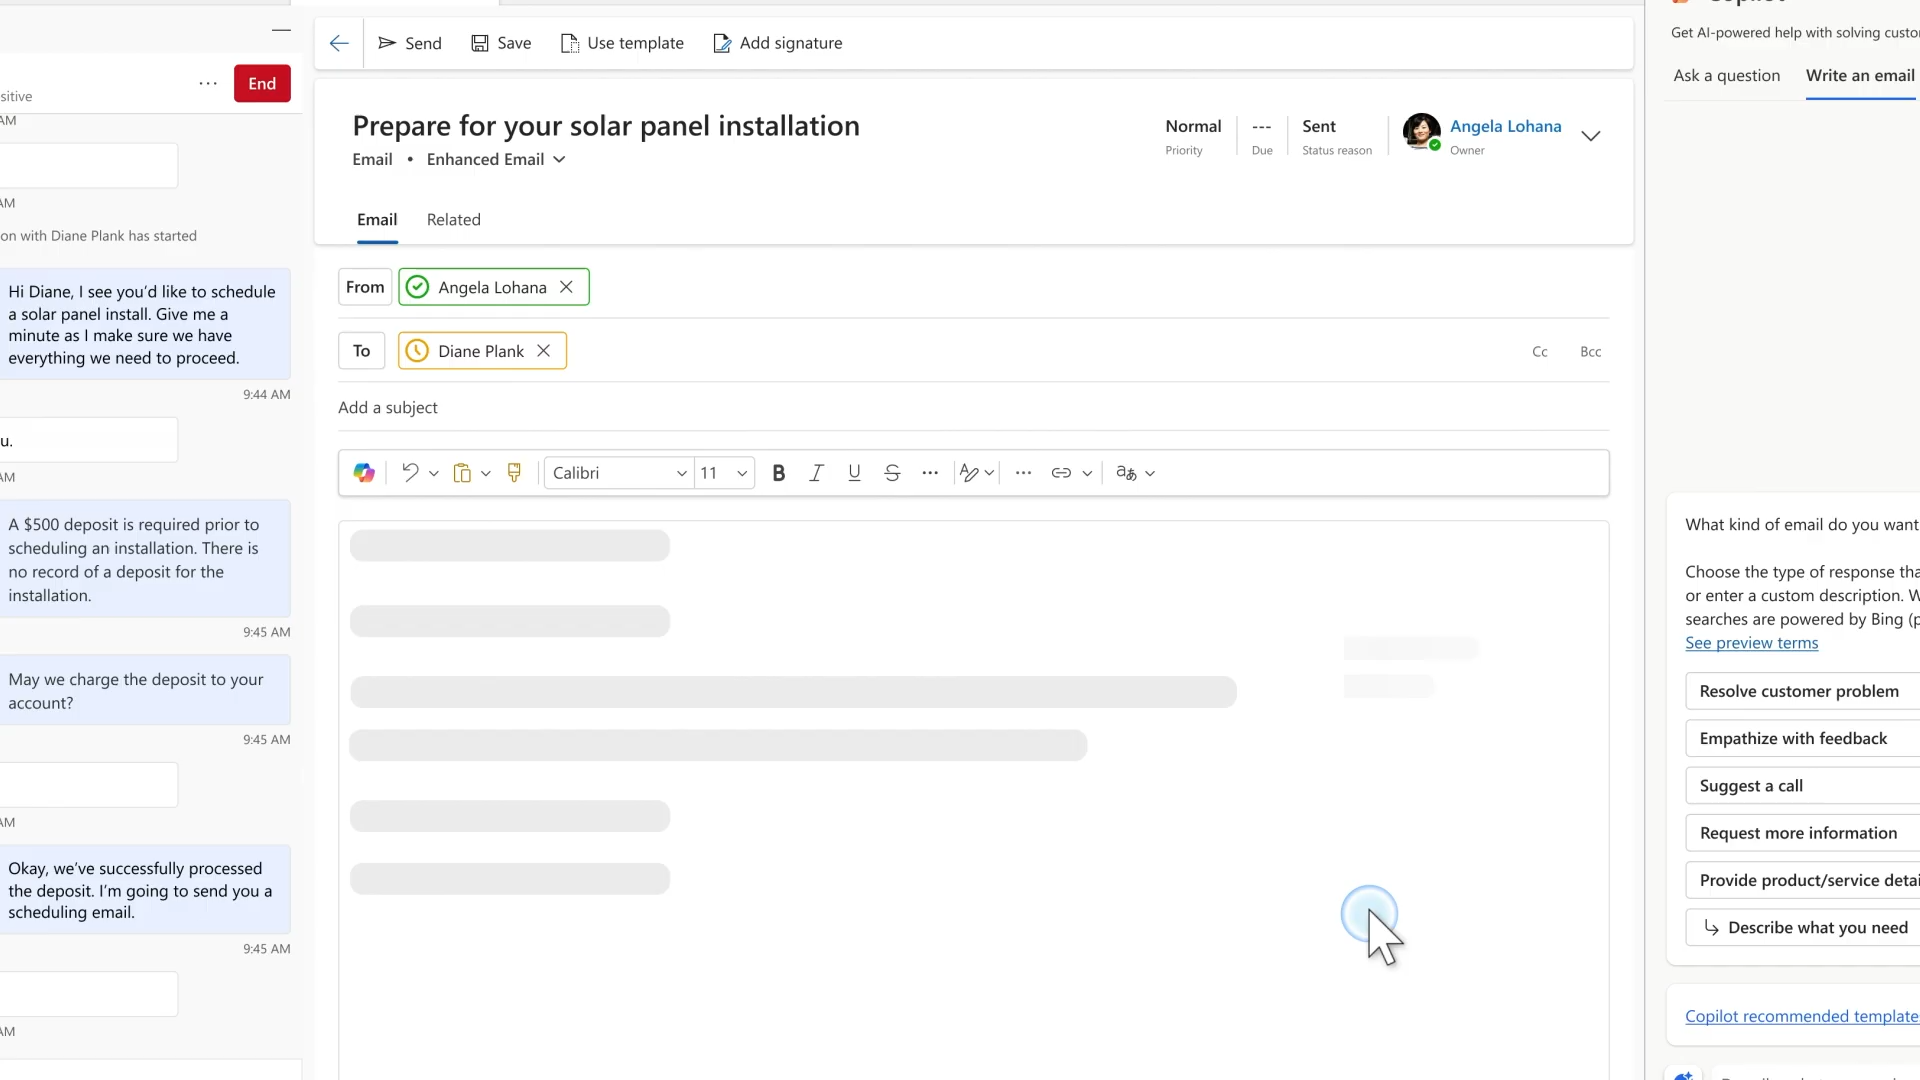 End
sitive
AM
AM
on with Diane Plank has started
Hi Diane, I see you’d like to schedule
a solar panel install. Give me a
minute as I make sure we have
everything we need to proceed.
9:44 AM
u.
AM
A $500 deposit is required prior to
scheduling an installation. There is
no record of a deposit for the
installation.
9:45 AM
May we charge the deposit to your
account?
9:45 AM
AM
Okay, we’ve successfully processed
the deposit. I’m going to send you a
scheduling email.
9:45 AM
AM
Send Save Use template Add signature
Prepare for your solar panel installation
Email • Enhanced Email
Normal
Priority
---
Due
Sent
Status reason
Angela Lohana
Owner
Email Related
From Angela Lohana
To Diane Plank Cc Bcc
Add a subject
Calibri 11 B I U S
Copilot
Get AI-powered help with solving custo
Ask a question Write an email
What kind of email do you want
Choose the type of response tha
or enter a custom description. W
searches are powered by Bing (p
See preview terms
Resolve customer problem
Empathize with feedback
Suggest a call
Request more information
Provide product/service detai
Describe what you need
Copilot recommended template